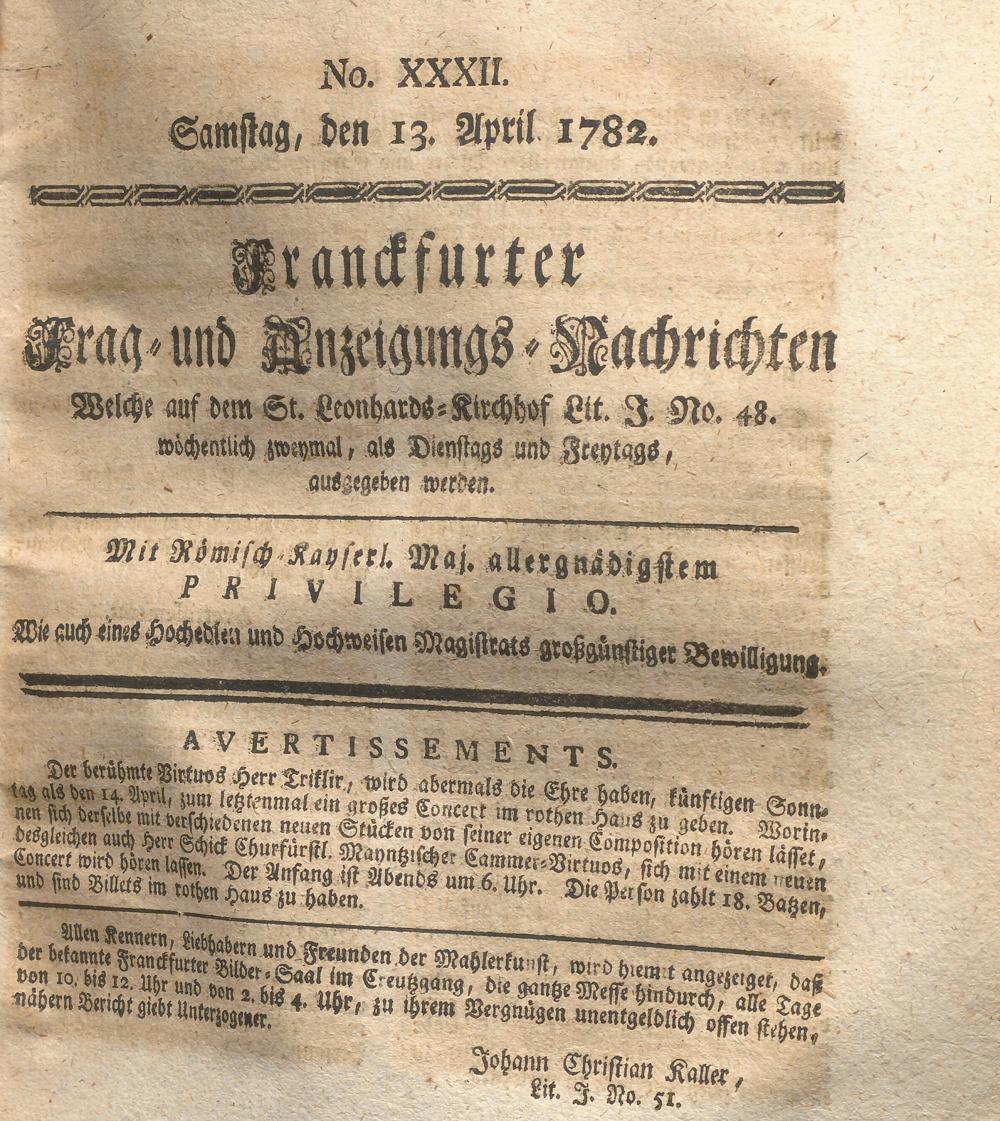 No. XXXII.
Samstag, den 13. April 1782.
Franckfurter
Frag- und Anzeigungs-Nachrichten
Welche auf dem St. Leonhards-Kirchhof Lit. J. No. 48.
wöchentlich zweymal, als Dienstags und Freytags,
ausgegeben werden.
Mit Römisch-Kayserl. Maj. allergnädigstem
PRIVILEGIO.
Wie auch eines Hochedlen und Hochweisen Magistrats großgünstiger Bewilligung.
AVERTISSEMENTS.
Der berühmte Virtuos Herr Triklir, wird abermals die Ehre haben, künftigen Sonn-
tag als den 14. April, zum letztenmal ein großes Concert im rothen Haus zu geben. Worin-
nen sich derselbe mit verschiedenen neuen Stücken von seiner eigenen Composition hören lässet,
desgleichen auch Herr Schick Churfürstl. Mayntzischer Cammer-Virtuos, sich mit einem neuen
Concert wird hören lassen. Der Anfang ist Abends um 6. Uhr. Die Person zahlt 18. Batzen,
und sind Billets im rothen Haus zu haben.
Allen Kennern, Liebhabern und Freunden der Mahlerkunst, wird hiemit angezeiget, daß
der bekannte Franckfurter Bilder-Saal im Creutzgang, die gantze Messe hindurch, alle Tage
von 10. bis 12. Uhr und von 2. bis 4. Uhr, zu ihrem Vergnügen unentgeldlich offen stehen,
nähern Bericht giebt Unterzogener.
Johann Christian Kaller,
Lit. J. No. 51.